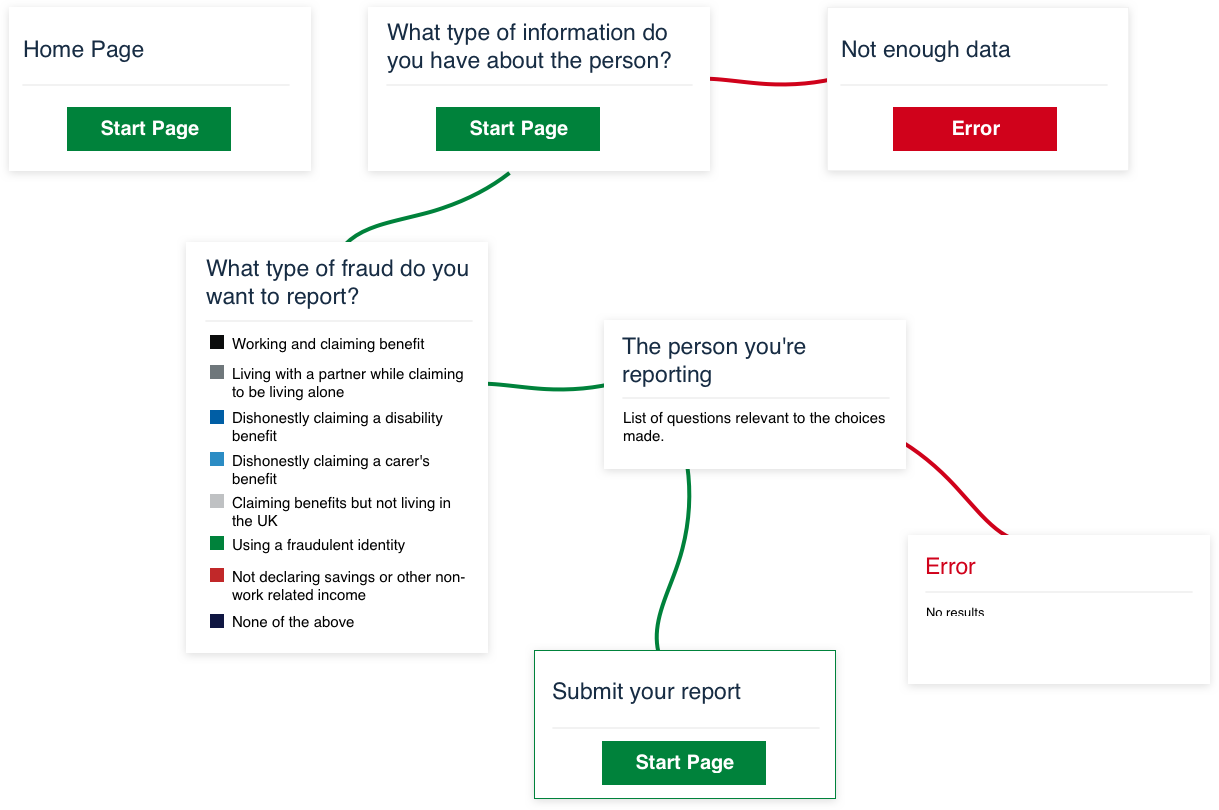 Home Page
Start Page
What type of information do
you have about the person?
Start Page
Not enough data
Error
What type of fraud do you
want to report?
Working and claiming benefit
Living with a partner while claiming
to be living alone
Dishonestly claiming a disability
benefit
Dishonestly claiming a carer's
benefit
Claiming benefits but not living in
the UK
Using a fraudulent identity
Not declaring savings or other non-
work related income
None of the above
The person you're
reporting
List of questions relevant to the choices
made.
Error
No results
Submit your report
Start Page